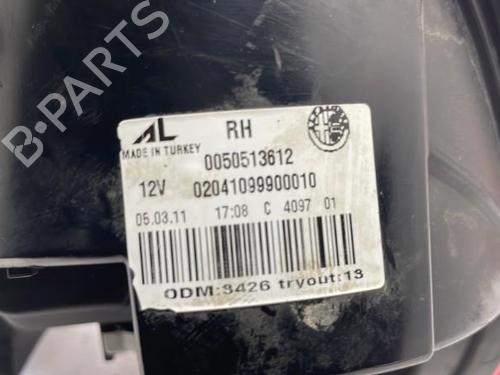 AL RH
MADE IN TURKEY
0050513612
12V 02041099900010
05.03.11 17:08 C 4097 01
ODM:3426 tryout:13
B-PARTS